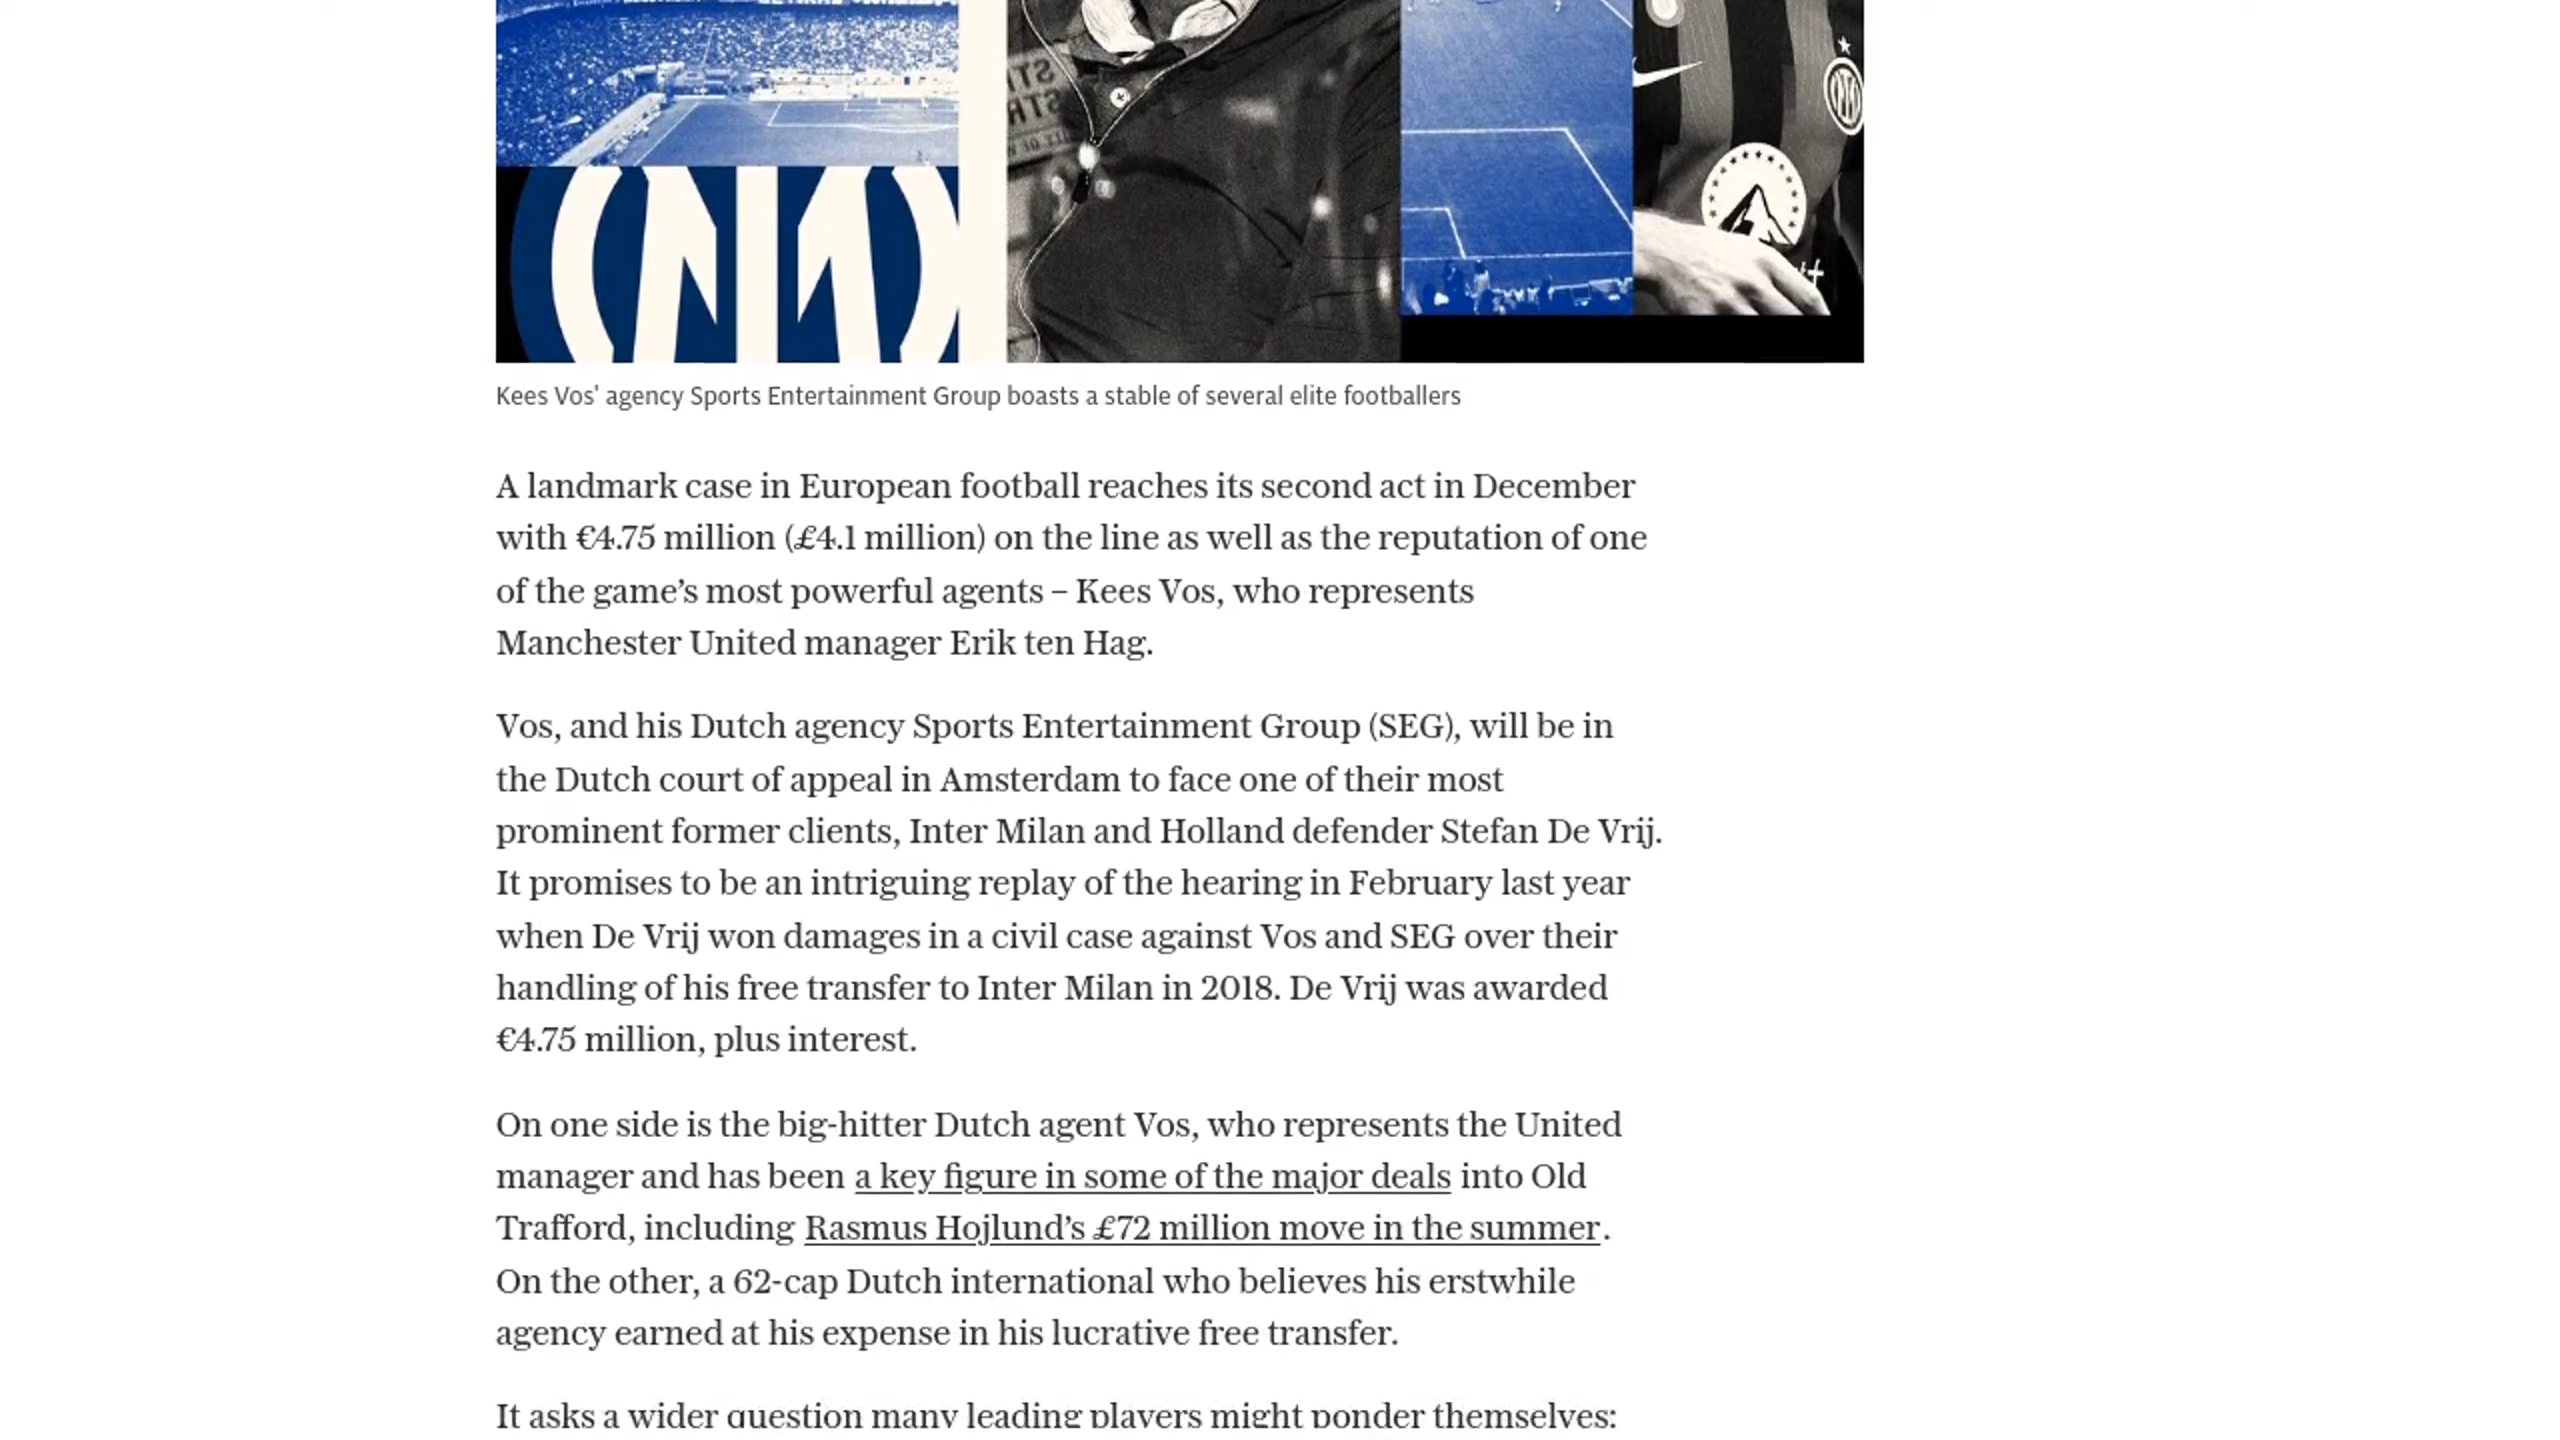 Kees Vos' agency Sports Entertainment Group boasts a stable of several elite footballers
A landmark case in European football reaches its second act in December
with €4.75 million (£4.1 million) on the line as well as the reputation of one
of the game’s most powerful agents – Kees Vos, who represents
Manchester United manager Erik ten Hag.
Vos, and his Dutch agency Sports Entertainment Group (SEG), will be in
the Dutch court of appeal in Amsterdam to face one of their most
prominent former clients, Inter Milan and Holland defender Stefan De Vrij.
It promises to be an intriguing replay of the hearing in February last year
when De Vrij won damages in a civil case against Vos and SEG over their
handling of his free transfer to Inter Milan in 2018. De Vrij was awarded
€4.75 million, plus interest.
On one side is the big-hitter Dutch agent Vos, who represents the United
manager and has been a key figure in some of the major deals into Old
Trafford, including Rasmus Hojlund’s £72 million move in the summer.
On the other, a 62-cap Dutch international who believes his erstwhile
agency earned at his expense in his lucrative free transfer.
It asks a wider question many leading players might ponder themselves: